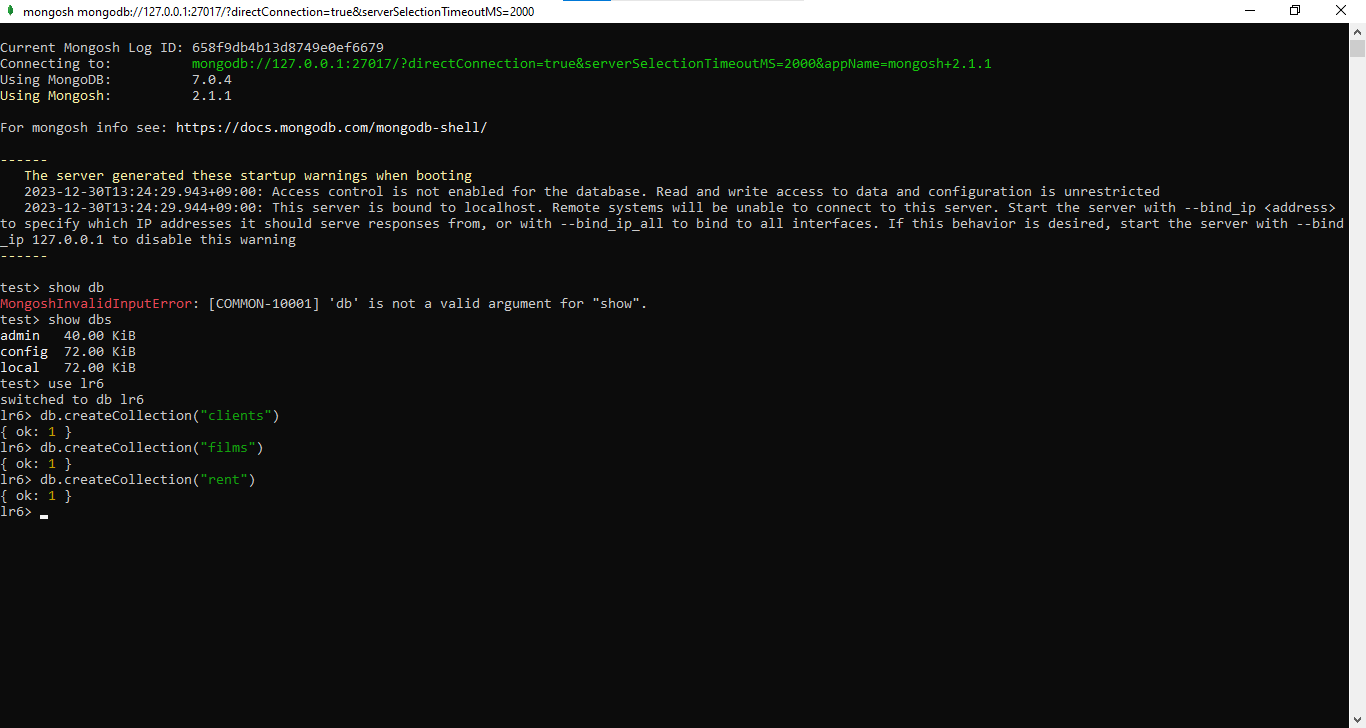 mongosh mongodb://127.0.0.1:27017/?directConnection=true&serverSelectionTimeoutMS=2000
Current Mongosh Log ID: 658f9db4b13d8749e0ef6679
Connecting to:          mongodb://127.0.0.1:27017/?directConnection=true&serverSelectionTimeoutMS=2000&appName=mongosh+2.1.1
Using MongoDB:          7.0.4
Using Mongosh:          2.1.1
For mongosh info see: https://docs.mongodb.com/mongodb-shell/
------
   The server generated these startup warnings when booting
   2023-12-30T13:24:29.943+09:00: Access control is not enabled for the database. Read and write access to data and configuration is unrestricted
   2023-12-30T13:24:29.944+09:00: This server is bound to localhost. Remote systems will be unable to connect to this server. Start the server with --bind_ip <address>
to specify which IP addresses it should serve responses from, or with --bind_ip_all to bind to all interfaces. If this behavior is desired, start the server with --bind
_ip 127.0.0.1 to disable this warning
------
test> show db
MongoshInvalidInputError: [COMMON-10001] 'db' is not a valid argument for "show".
test> show dbs
admin   40.00 KiB
config  72.00 KiB
local   72.00 KiB
test> use lr6
switched to db lr6
lr6> db.createCollection("clients")
{ ok: 1 }
lr6> db.createCollection("films")
{ ok: 1 }
lr6> db.createCollection("rent")
{ ok: 1 }
lr6>